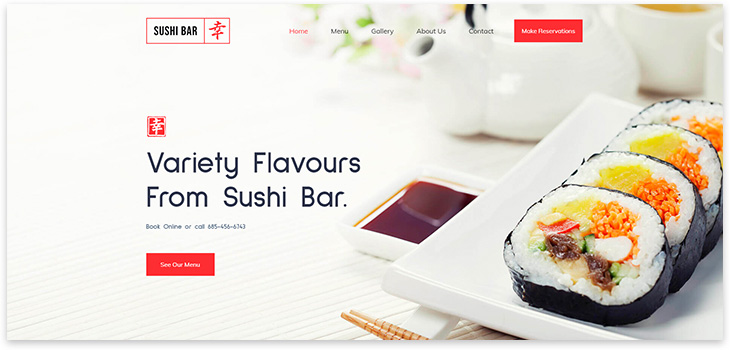 SUSHI BAR 幸
Home Menu Gallery About Us Contact Make Reservations
幸
Variety Flavours
From Sushi Bar.
Book Online or call 685-456-6743
See Our Menu